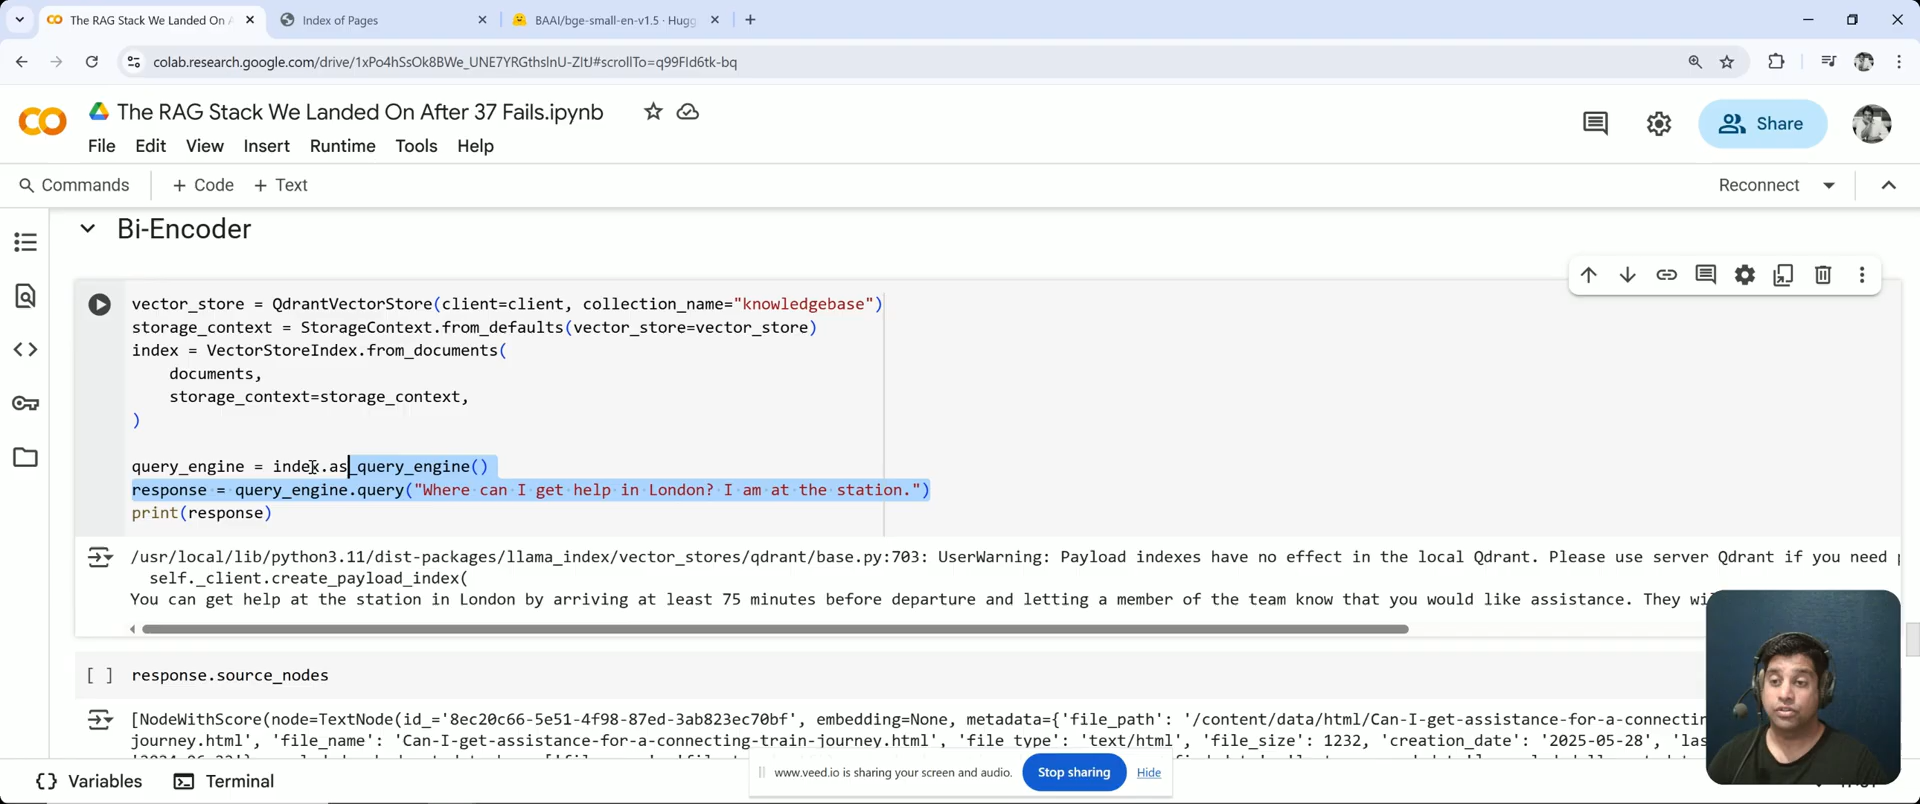 The RAG Stack We Landed On A
Index of Pages
BAAI/bge-small-en-v1.5 · Hugg
colab.research.google.com/drive/1xPo4hSsOk8BWe_UNE7YRGthsInU-ZItJ#scrollTo=q99FId6tk-bq
The RAG Stack We Landed On After 37 Fails.ipynb
Share
File Edit View Insert Runtime Tools Help
Commands + Code + Text
Reconnect
Bi-Encoder
vector_store = QdrantVectorStore(client=client, collection_name="knowledgebase")
storage_context = StorageContext.from_defaults(vector_store=vector_store)
index = VectorStoreIndex.from_documents(
documents,
storage_context=storage_context,
)
query_engine = index.as_query_engine()
response = query_engine.query("Where can I get help in London? I am at the station.")
print(response)
/usr/local/lib/python3.11/dist-packages/llama_index/vector_stores/qdrant/base.py:703: UserWarning: Payload indexes have no effect in the local Qdrant. Please use server Qdrant if you need
self._client.create_payload_index(
You can get help at the station in London by arriving at least 75 minutes before departure and letting a member of the team know that you would like assistance. They wi
[ ] response.source_nodes
[NodeWithScore(node=TextNode(id_='8ec20c66-5e51-4f98-87ed-3ab823ec70bf', embedding=None, metadata={'file_path': '/content/data/html/Can-I-get-assistance-for-a-connectin
journey.html', 'file_name': 'Can-I-get-assistance-for-a-connecting-train-journey.html', 'file_type': 'text/html', 'file_size': 1232, 'creation_date': '2025-05-28', 'las
www.veed.io is sharing your screen and audio.
Stop sharing
Hide
Variables Terminal